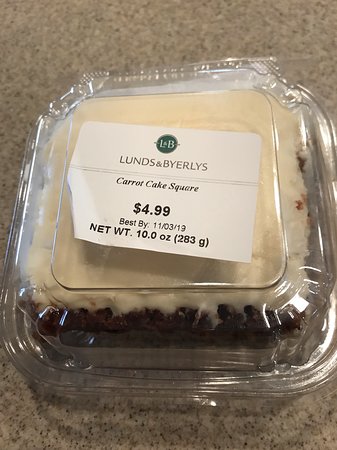 L&B
LUNDS&BYERLYS
Carrot Cake Square
$4.99
Best By: 11/03/19
NET WT. 10.0 oz (283 g)